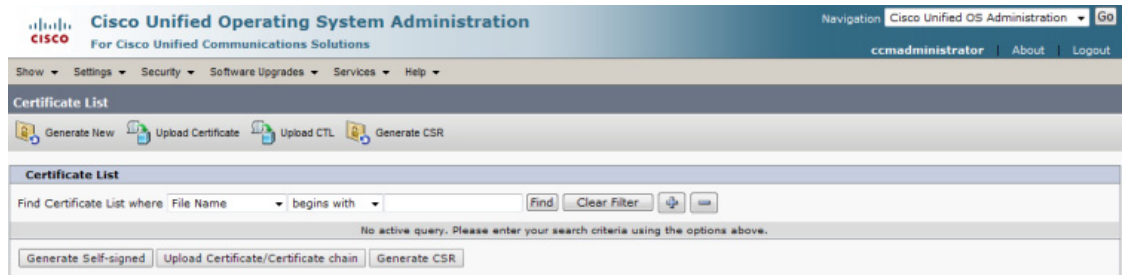 Cisco Unified Operating System Administration
Navigation Cisco Unified OS Administration Go
CISCO
For Cisco Unified Communications Solutions
ccmadministrator | About | Logout
Show Settings Security Software Upgrades Services Help
Certificate List
Generate New Upload Certificate Upload CTL Generate CSR
Certificate List
Find Certificate List where File Name begins with Find Clear Filter
No active query. Please enter your search criteria using the options above.
Generate Self-signed Upload Certificate/Certificate chain Generate CSR